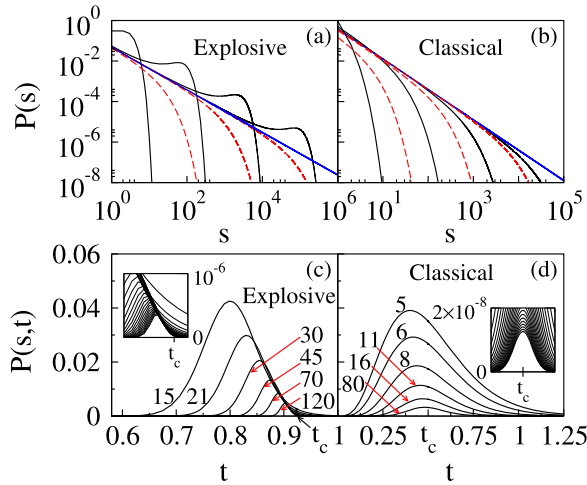 P(s)
10^0
10^-2
10^-4
10^-6
10^-8
Explosive
(a)
Classical
(b)
10^0
10^2
10^4
10^6
10^1
10^3
10^5
s
s
P(s,t)
0.06
0.04
0.02
0
10^-6
0
t_c
(c)
Explosive
15
21
30
45
70
120
t_c
Classical
(d)
5
6
8
11
16
80
2×10^-8
0
t_c
0.6
0.7
0.8
0.9
1
0.25
t_c
0.75
1
1.25
t
t